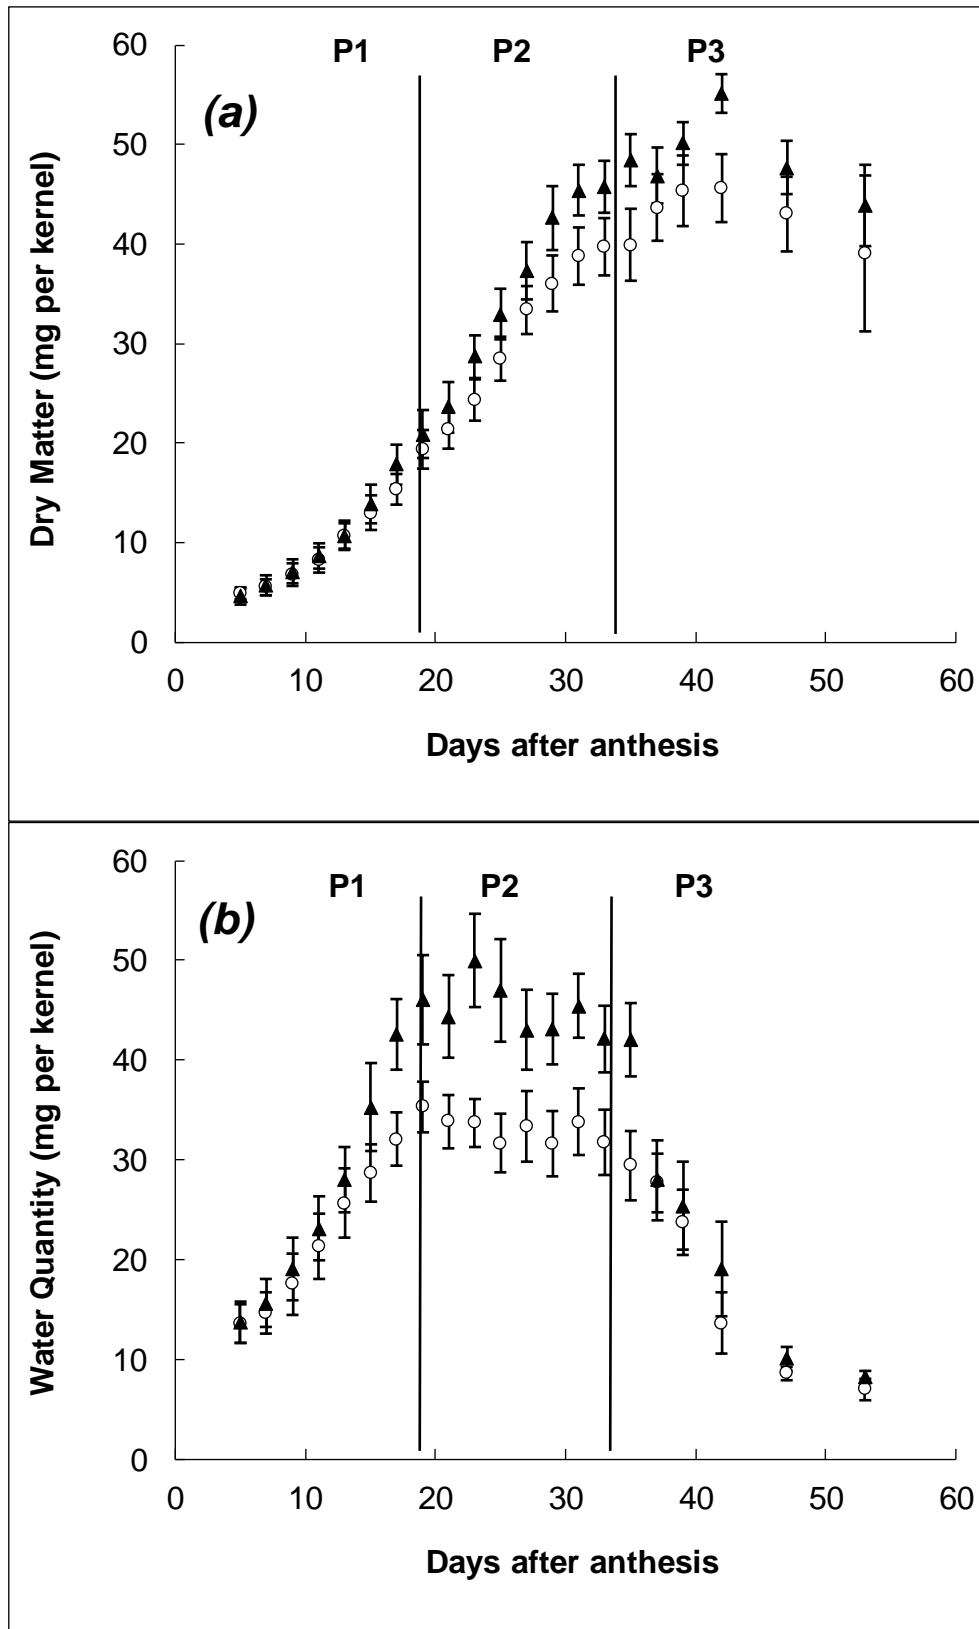 60
P1 P2 P3
(a)
50
40
30
20
10
0
Dry Matter (mg per kernel)
0 10 20 30 40 50 60
Days after anthesis
60
P1 P2 P3
(b)
50
40
30
20
10
0
Water Quantity (mg per kernel)
0 10 20 30 40 50 60
Days after anthesis